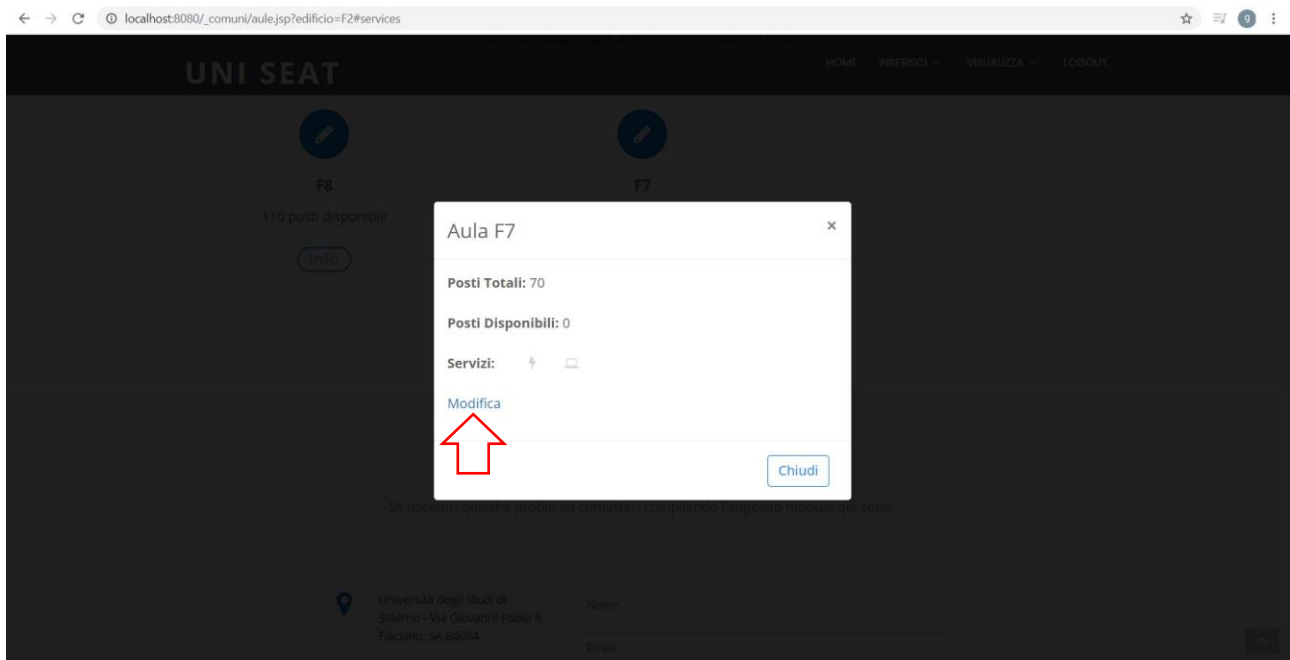 localhost:8080/_comuni/aule.jsp?edificio=F2#services
g
UNI SEAT
HOME INSERISCI VISUALIZZA LOGOUT
F8
F7
110 posti disponibili
Info
Aula F7
×
Posti Totali: 70
Posti Disponibili: 0
Servizi:
Modifica
Chiudi
Se riscontri qualche problema contattaci compilando l'apposito modulo qui sotto.
Università degli Studi di
Salerno - Via Giovanni Paolo II
Fisciano, SA 84084
Nome
Email